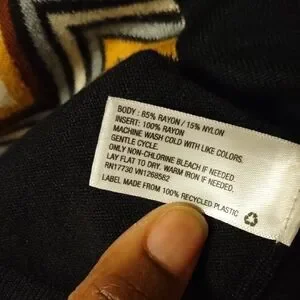 BODY : 85% RAYON / 15% NYLON
INSERT: 100% RAYON
MACHINE WASH COLD WITH LIKE COLORS.
GENTLE CYCLE.
ONLY NON-CHLORINE BLEACH IF NEEDED.
LAY FLAT TO DRY. WARM IRON IF NEEDED.
RN17730 VN1269562
LABEL MADE FROM 100% RECYCLED PLASTIC